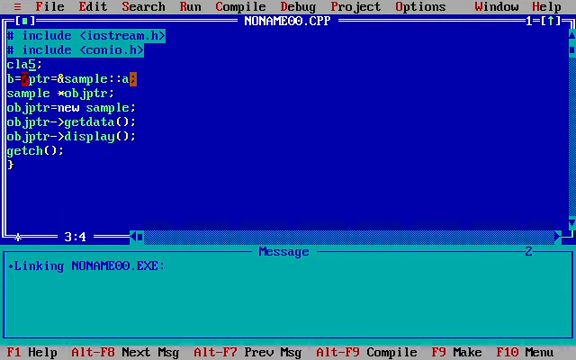 ≡ File Edit Search Run Compile Debug Project Options Window Help
[■] NONAME00.CPP 1=[↑]
# include <iostream.h>
# include <conio.h>
cla5;
b=?ptr=&sample::a;
sample *objptr;
objptr=new sample;
objptr->getdata();
objptr->display();
getch();
}
* 3:4
Message 2
•Linking NONAME00.EXE:
F1 Help Alt-F8 Next Msg Alt-F7 Prev Msg Alt-F9 Compile F9 Make F10 Menu